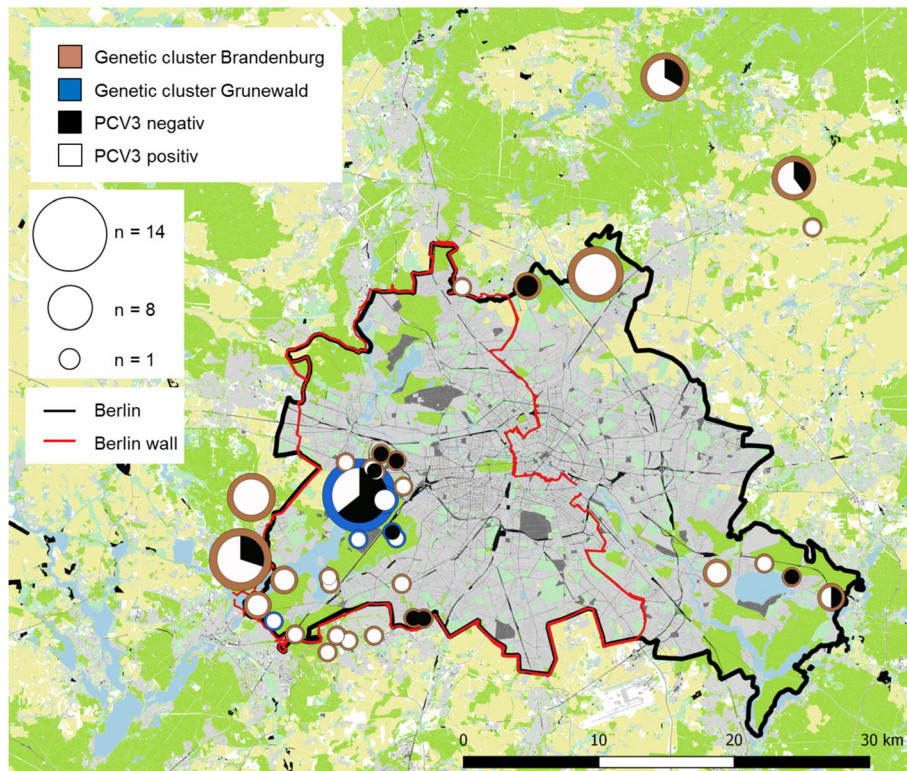 Genetic cluster Brandenburg
Genetic cluster Grunewald
PCV3 negativ
PCV3 positiv
n = 14
n = 8
n = 1
Berlin
Berlin wall
0 10 20 30 km